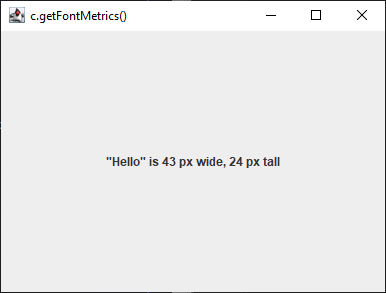 c.getFontMetrics()
"Hello" is 43 px wide, 24 px tall